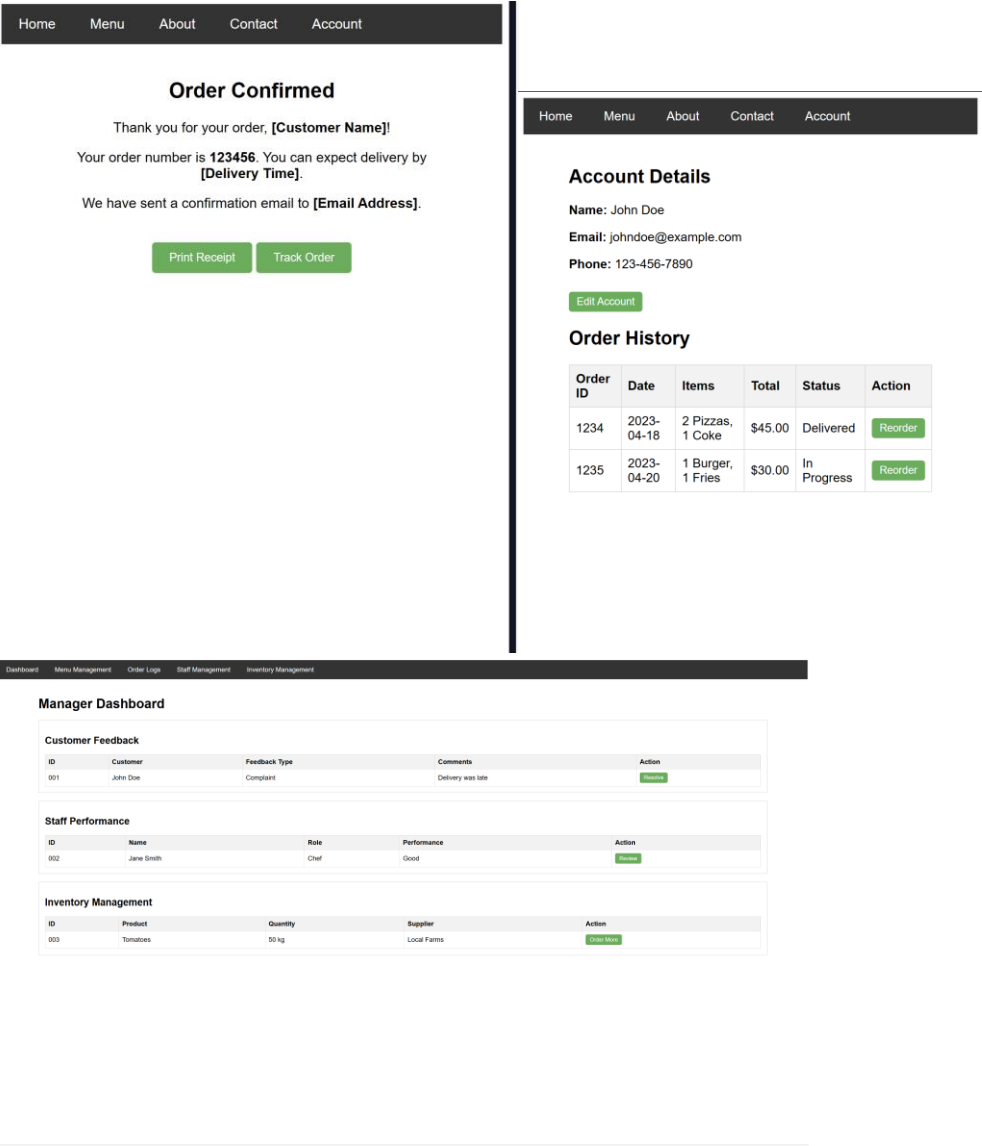 Home Menu About Contact Account
Order Confirmed
Thank you for your order, [Customer Name]!
Your order number is 123456. You can expect delivery by
[Delivery Time].
We have sent a confirmation email to [Email Address].
Print Receipt Track Order
Home Menu About Contact Account
Account Details
Name: John Doe
Email: johndoe@example.com
Phone: 123-456-7890
Edit Account
Order History
Order ID Date Items Total Status Action
1234 2023-04-18 2 Pizzas, 1 Coke $45.00 Delivered Reorder
1235 2023-04-20 1 Burger, 1 Fries $30.00 In Progress Reorder
Dashboard Menu Management Order Logs Staff Management Inventory Management
Manager Dashboard
Customer Feedback
ID Customer Feedback Type Comments Action
001 John Doe Complaint Delivery was late Resolve
Staff Performance
ID Name Role Performance Action
002 Jane Smith Chef Good Review
Inventory Management
ID Product Quantity Supplier Action
003 Tomatoes 50 kg Local Farms Order More